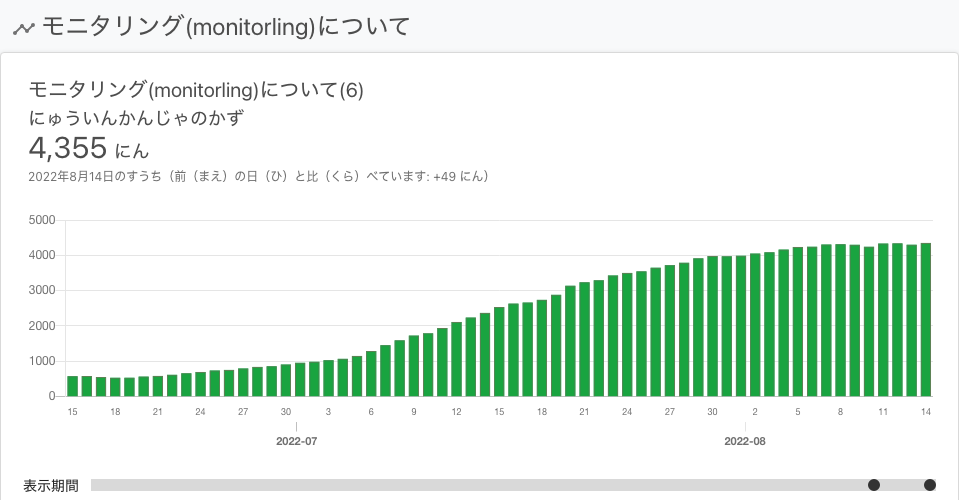 モニタリング(monitorling)について
モニタリング(monitorling)について(6)
にゅういんかんじゃのかず
4,355 にん
2022年8月14日のすうち（前（まえ）の日（ひ）と比（くら）べています: +49 にん）
5000
4000
3000
2000
1000
0
15 18 21 24 27 30 3 6 9 12 15 18 21 24 27 30 2 5 8 11 14
2022-07 2022-08
表示期間